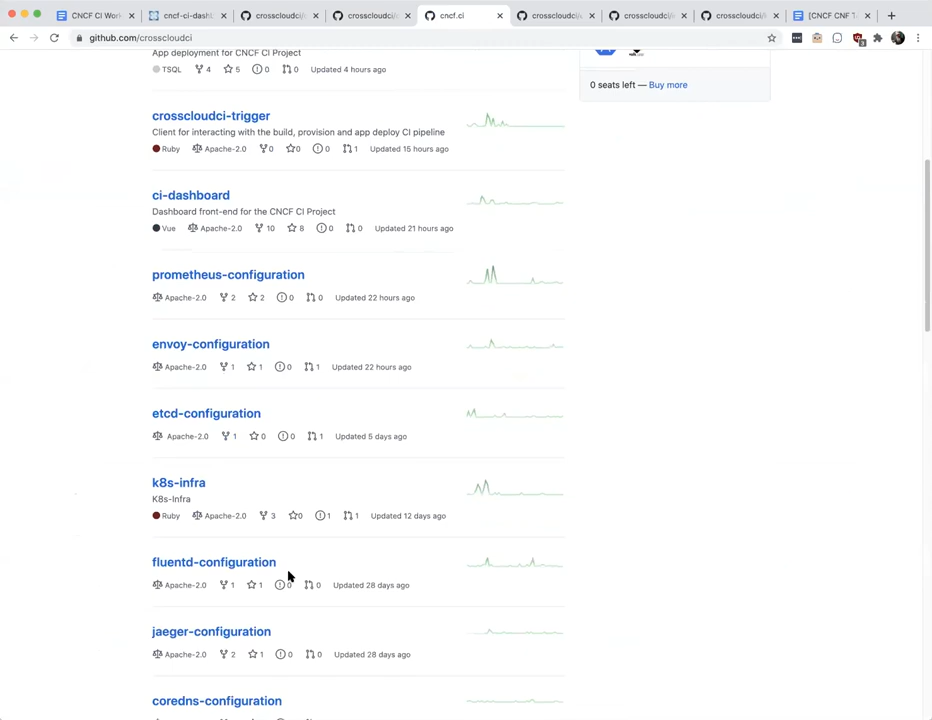 CNCF CI Work
cncf-ci-dash
crosscloudci/
crosscloudci/
cncf.ci
crosscloudci/
crosscloudci/
crosscloudci/
[CNCF CNF T
github.com/crosscloudci
3
App deployment for CNCF CI Project
TSQL 4 5 0 0 Updated 4 hours ago
0 seats left — Buy more
crosscloudci-trigger
Client for interacting with the build, provision and app deploy CI pipeline
Ruby Apache-2.0 0 0 0 1 Updated 15 hours ago
ci-dashboard
Dashboard front-end for the CNCF CI Project
Vue Apache-2.0 10 8 0 0 Updated 21 hours ago
prometheus-configuration
Apache-2.0 2 2 0 0 Updated 22 hours ago
envoy-configuration
Apache-2.0 1 1 0 1 Updated 22 hours ago
etcd-configuration
Apache-2.0 1 0 0 1 Updated 5 days ago
k8s-infra
K8s-Infra
Ruby Apache-2.0 3 0 1 1 Updated 12 days ago
fluentd-configuration
Apache-2.0 1 1 0 0 Updated 28 days ago
jaeger-configuration
Apache-2.0 2 1 0 0 Updated 28 days ago
coredns-configuration